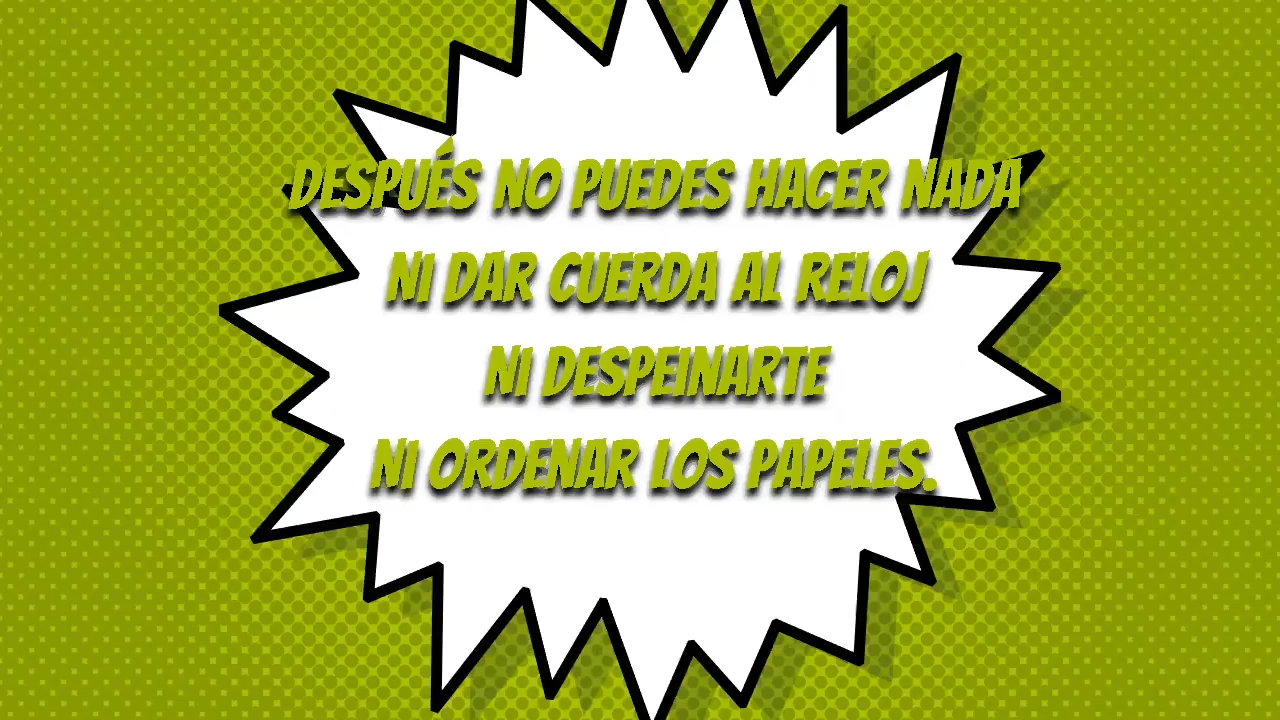 DESPUÉS NO PUEDES HACER NADA
NI DAR CUERDA AL RELOJ
NI DESPEINARTE
NI ORDENAR LOS PAPELES.